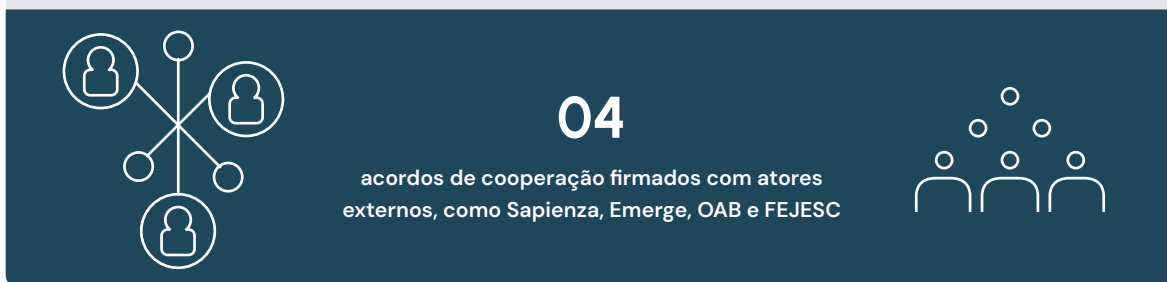 04
acordos de cooperação firmados com atores
externos, como Sapienza, Emerge, OAB e FEJESC